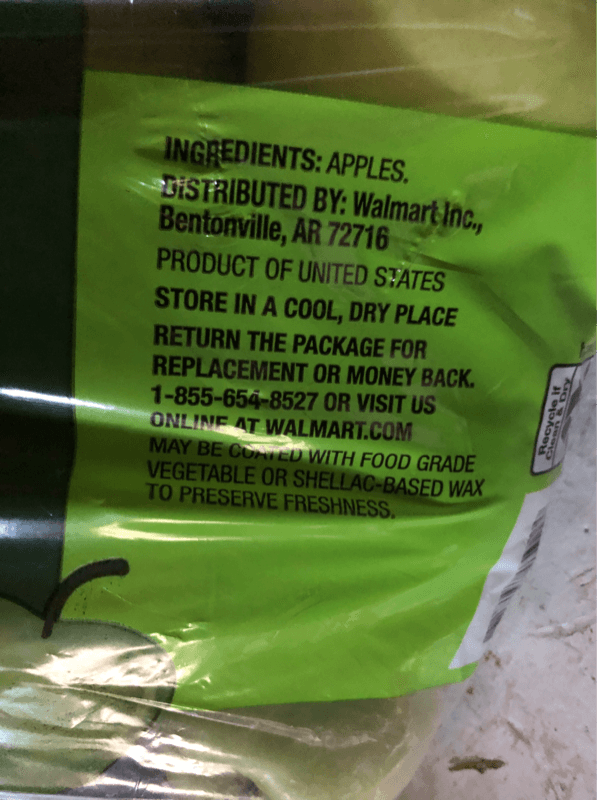 INGREDIENTS: APPLES.
DISTRIBUTED BY: Walmart Inc.,
Bentonville, AR 72716
PRODUCT OF UNITED STATES
STORE IN A COOL, DRY PLACE
RETURN THE PACKAGE FOR
REPLACEMENT OR MONEY BACK.
1-855-654-8527 OR VISIT US
ONLINE AT WALMART.COM
MAY BE COATED WITH FOOD GRADE
VEGETABLE OR SHELLAC-BASED WAX
TO PRESERVE FRESHNESS.
Recycle if
Clean & Dry